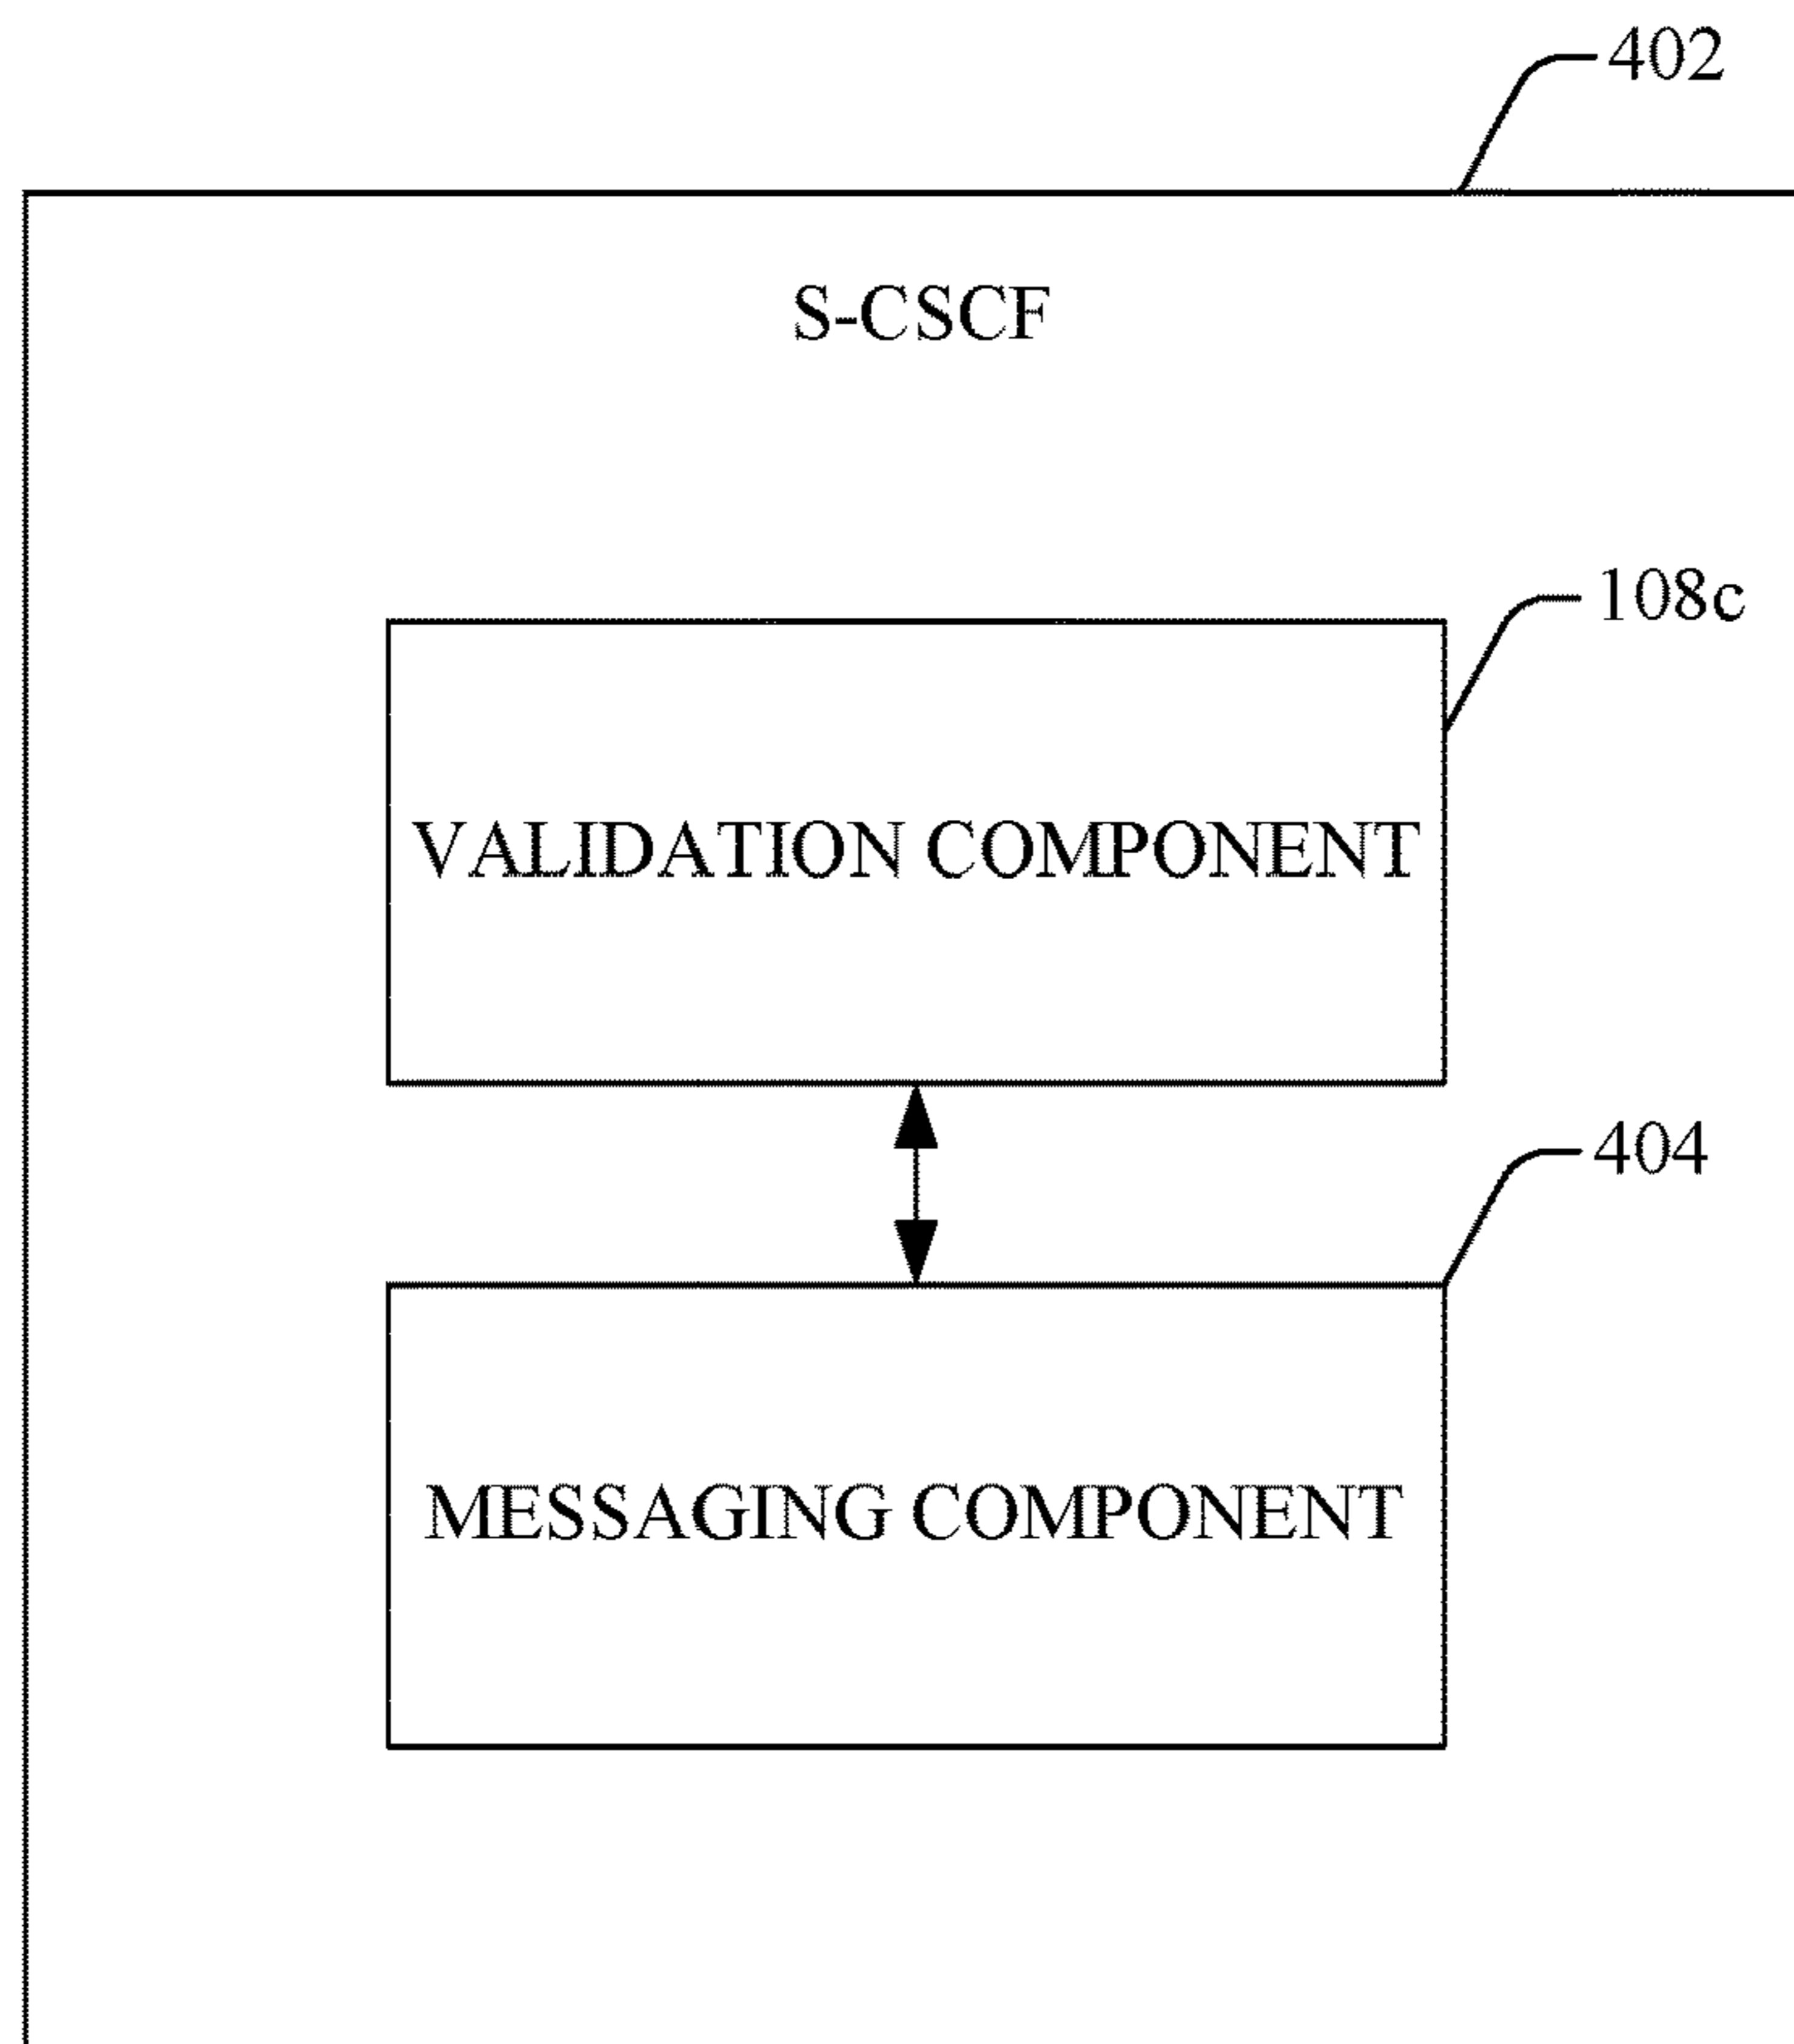 402
S-CSCF
108c
VALIDATION COMPONENT
404
MESSAGING COMPONENT